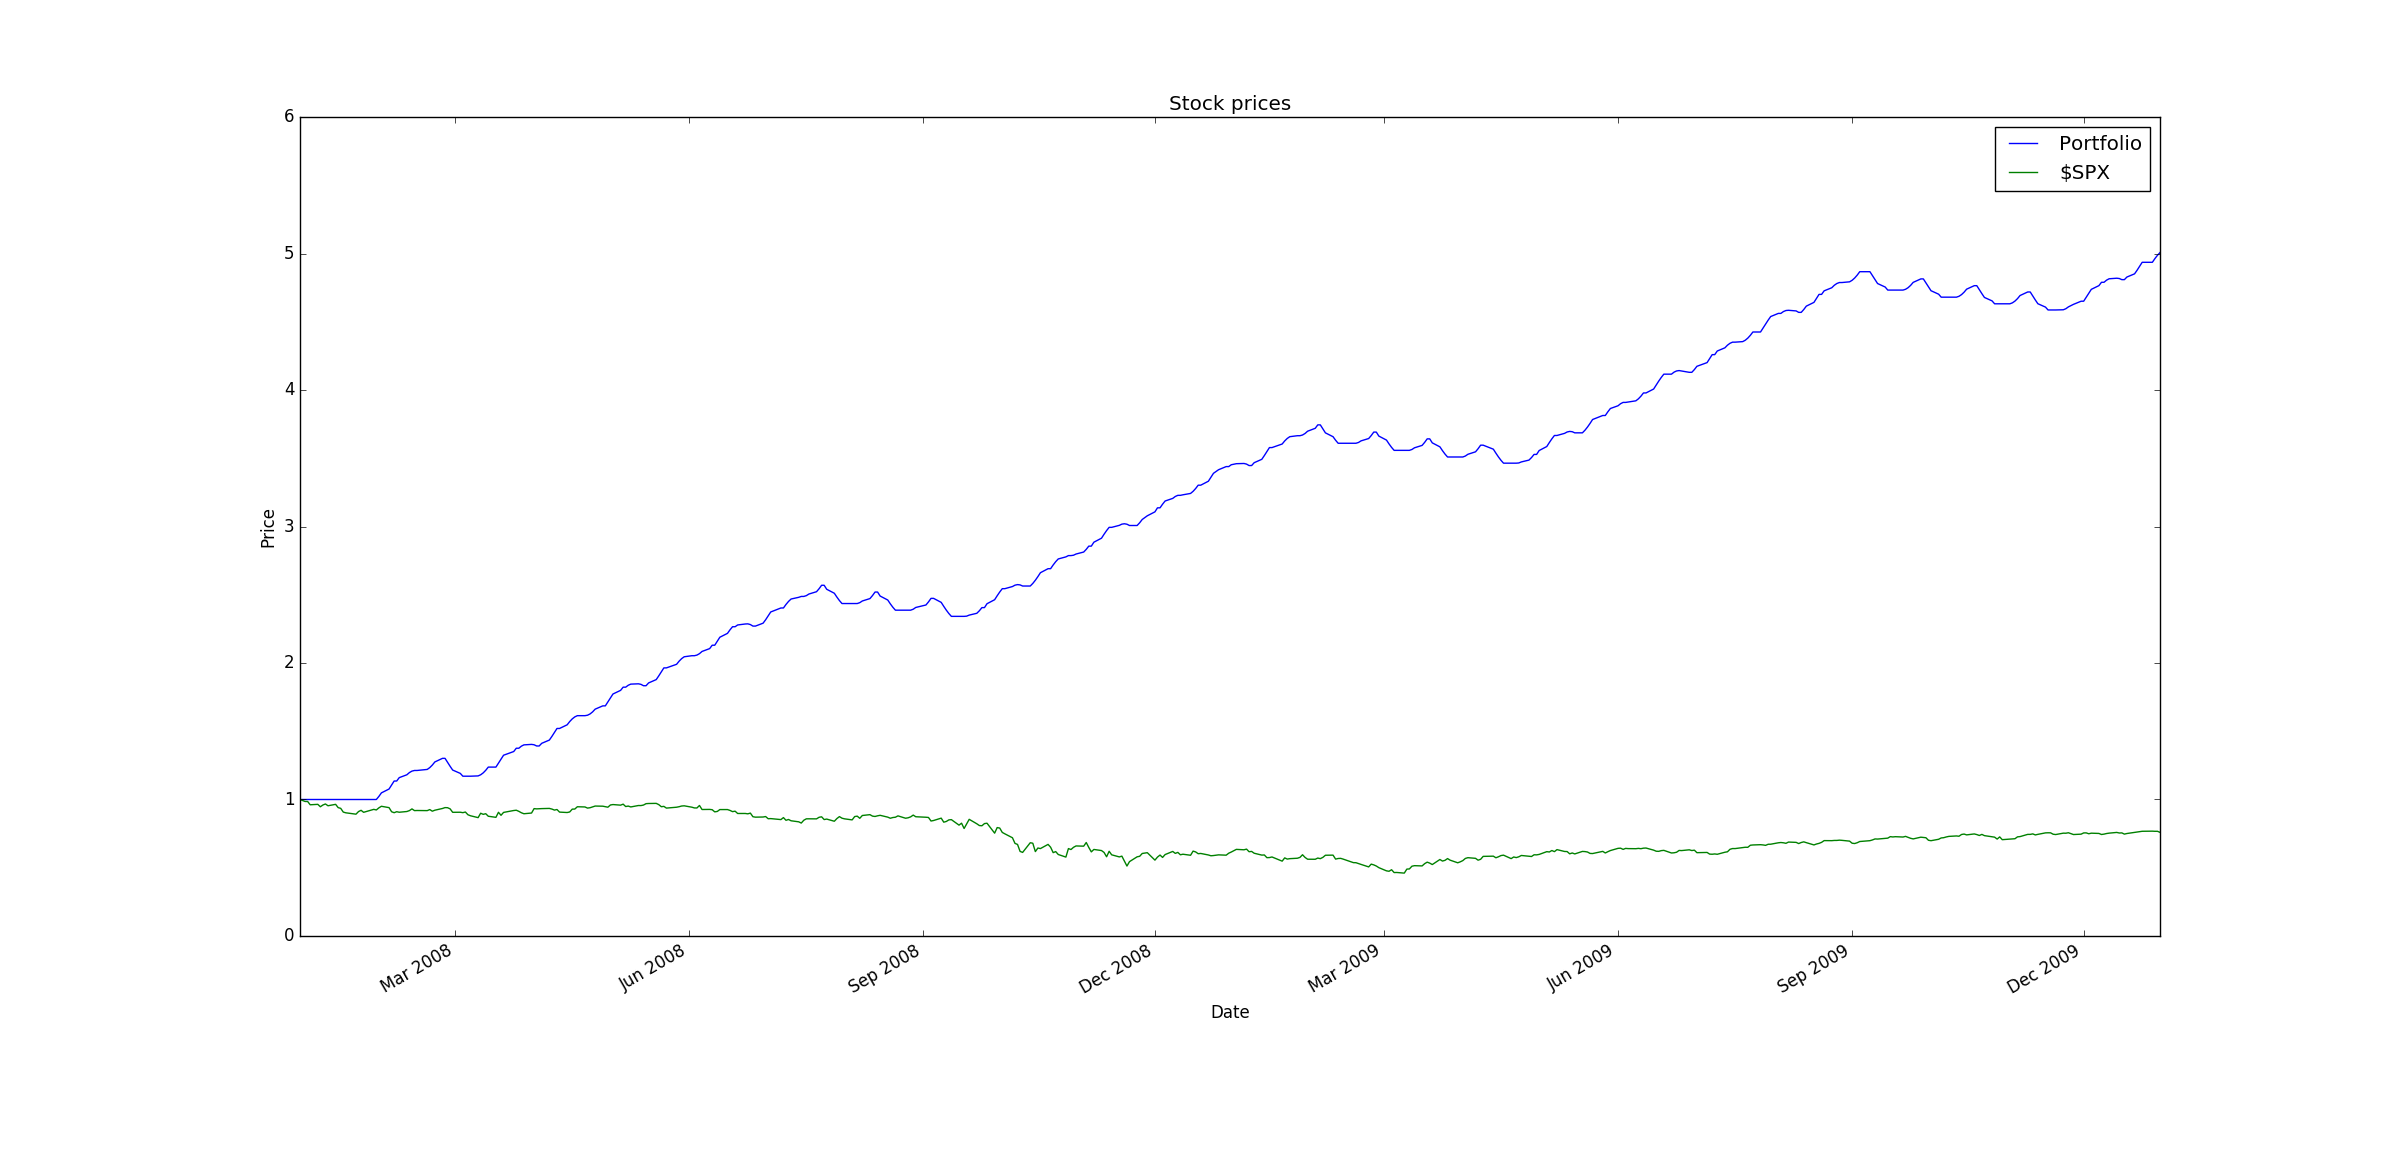 Stock prices
Portfolio
$SPX
6
5
4
3
2
1
0
Price
Mar 2008
Jun 2008
Sep 2008
Dec 2008
Mar 2009
Jun 2009
Sep 2009
Dec 2009
Date